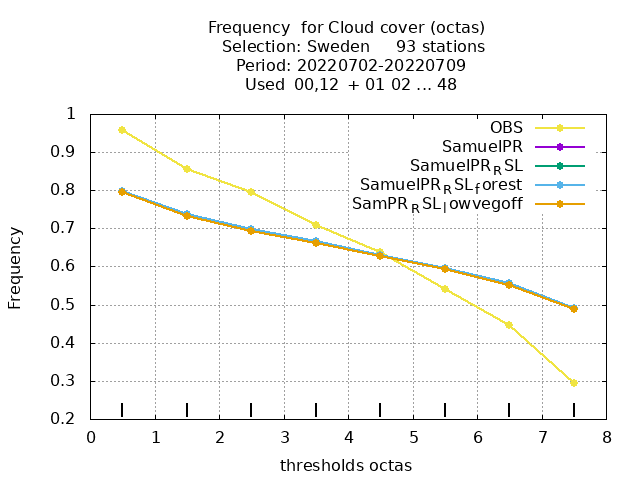 Frequency  for Cloud cover (octas)
Selection: Sweden     93 stations
Period: 20220702-20220709
Used  00,12  + 01 02 ... 48
OBS
SamuelPR
SamuelPR_RSL
SamuelPR_RSL_forest
SamPR_RSL_lowvegoff
1
0.9
0.8
0.7
0.6
0.5
0.4
0.3
0.2
Frequency
0 1 2 3 4 5 6 7 8
thresholds octas